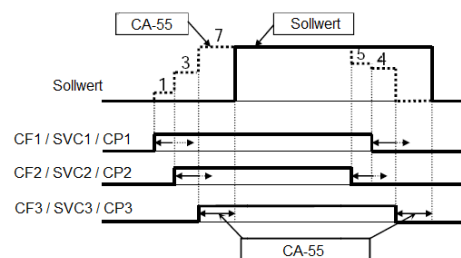 CA-55
7
Sollwert
3
1
5
4
Sollwert
CF1 / SVC1 / CP1
CF2 / SVC2 / CP2
CF3 / SVC3 / CP3
CA-55